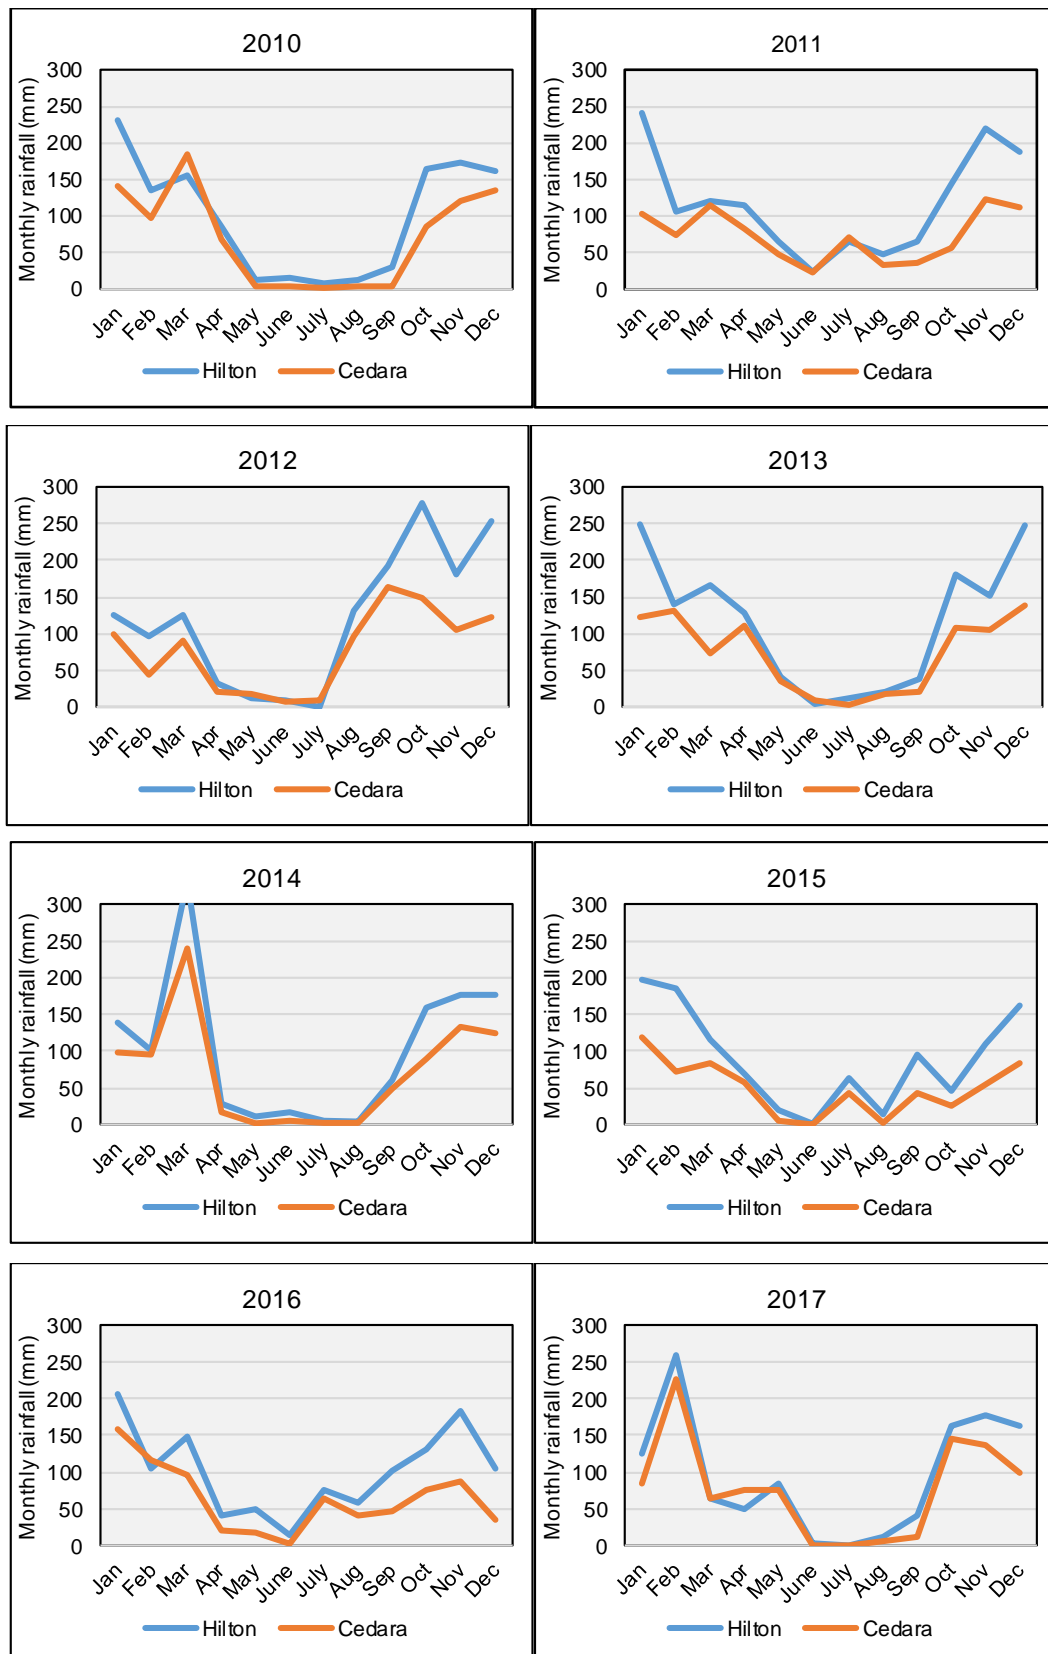 2010
Monthly rainfall (mm)
300
250
200
150
100
50
0
Jan Feb Mar Apr May June July Aug Sep Oct Nov Dec
Hilton Cedara
2011
Monthly rainfall (mm)
300
250
200
150
100
50
0
Jan Feb Mar Apr May June July Aug Sep Oct Nov Dec
Hilton Cedara
2012
Monthly rainfall (mm)
300
250
200
150
100
50
0
Jan Feb Mar Apr May June July Aug Sep Oct Nov Dec
Hilton Cedara
2013
Monthly rainfall (mm)
300
250
200
150
100
50
0
Jan Feb Mar Apr May June July Aug Sep Oct Nov Dec
Hilton Cedara
2014
Monthly rainfall (mm)
300
250
200
150
100
50
0
Jan Feb Mar Apr May June July Aug Sep Oct Nov Dec
Hilton Cedara
2015
Monthly rainfall (mm)
300
250
200
150
100
50
0
Jan Feb Mar Apr May June July Aug Sep Oct Nov Dec
Hilton Cedara
2016
Monthly rainfall (mm)
300
250
200
150
100
50
0
Jan Feb Mar Apr May June July Aug Sep Oct Nov Dec
Hilton Cedara
2017
Monthly rainfall (mm)
300
250
200
150
100
50
0
Jan Feb Mar Apr May June July Aug Sep Oct Nov Dec
Hilton Cedara